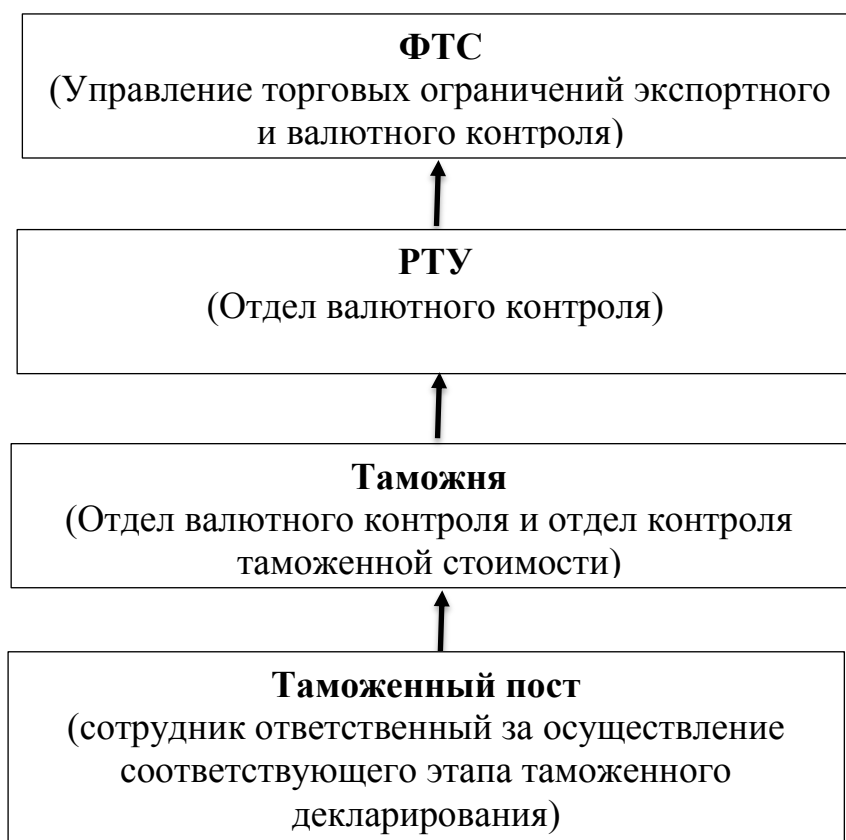 ФТС
(Управление торговых ограничений экспортного
и валютного контроля)
РТУ
(Отдел валютного контроля)
Таможня
(Отдел валютного контроля и отдел контроля
таможенной стоимости)
Таможенный пост
(сотрудник ответственный за осуществление
соответствующего этапа таможенного
декларирования)